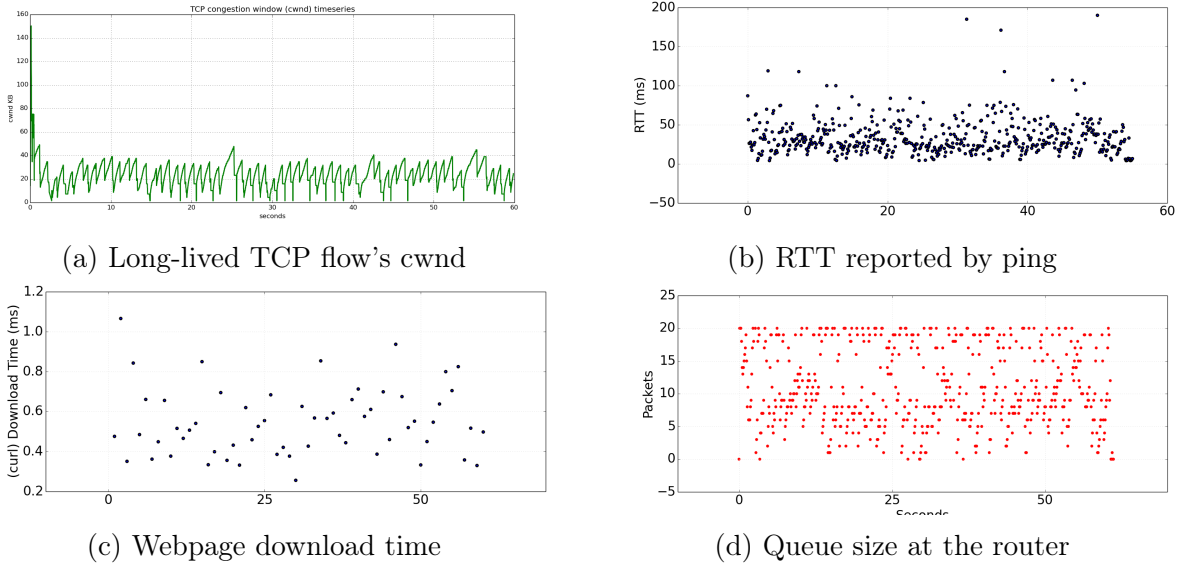 TCP congestion window (cwnd) timeseries
160
140
120
100
80
60
40
20
0
cwnd KB
0 10 20 30 40 50 60
seconds
(a) Long-lived TCP flow's cwnd
200
150
100
50
0
−50
RTT (ms)
0 20 40 60
(b) RTT reported by ping
1.2
1.0
0.8
0.6
0.4
0.2
(curl) Download Time (ms)
0 25 50
(c) Webpage download time
25
20
15
10
5
0
−5
Packets
0 25 50
Seconds
(d) Queue size at the router